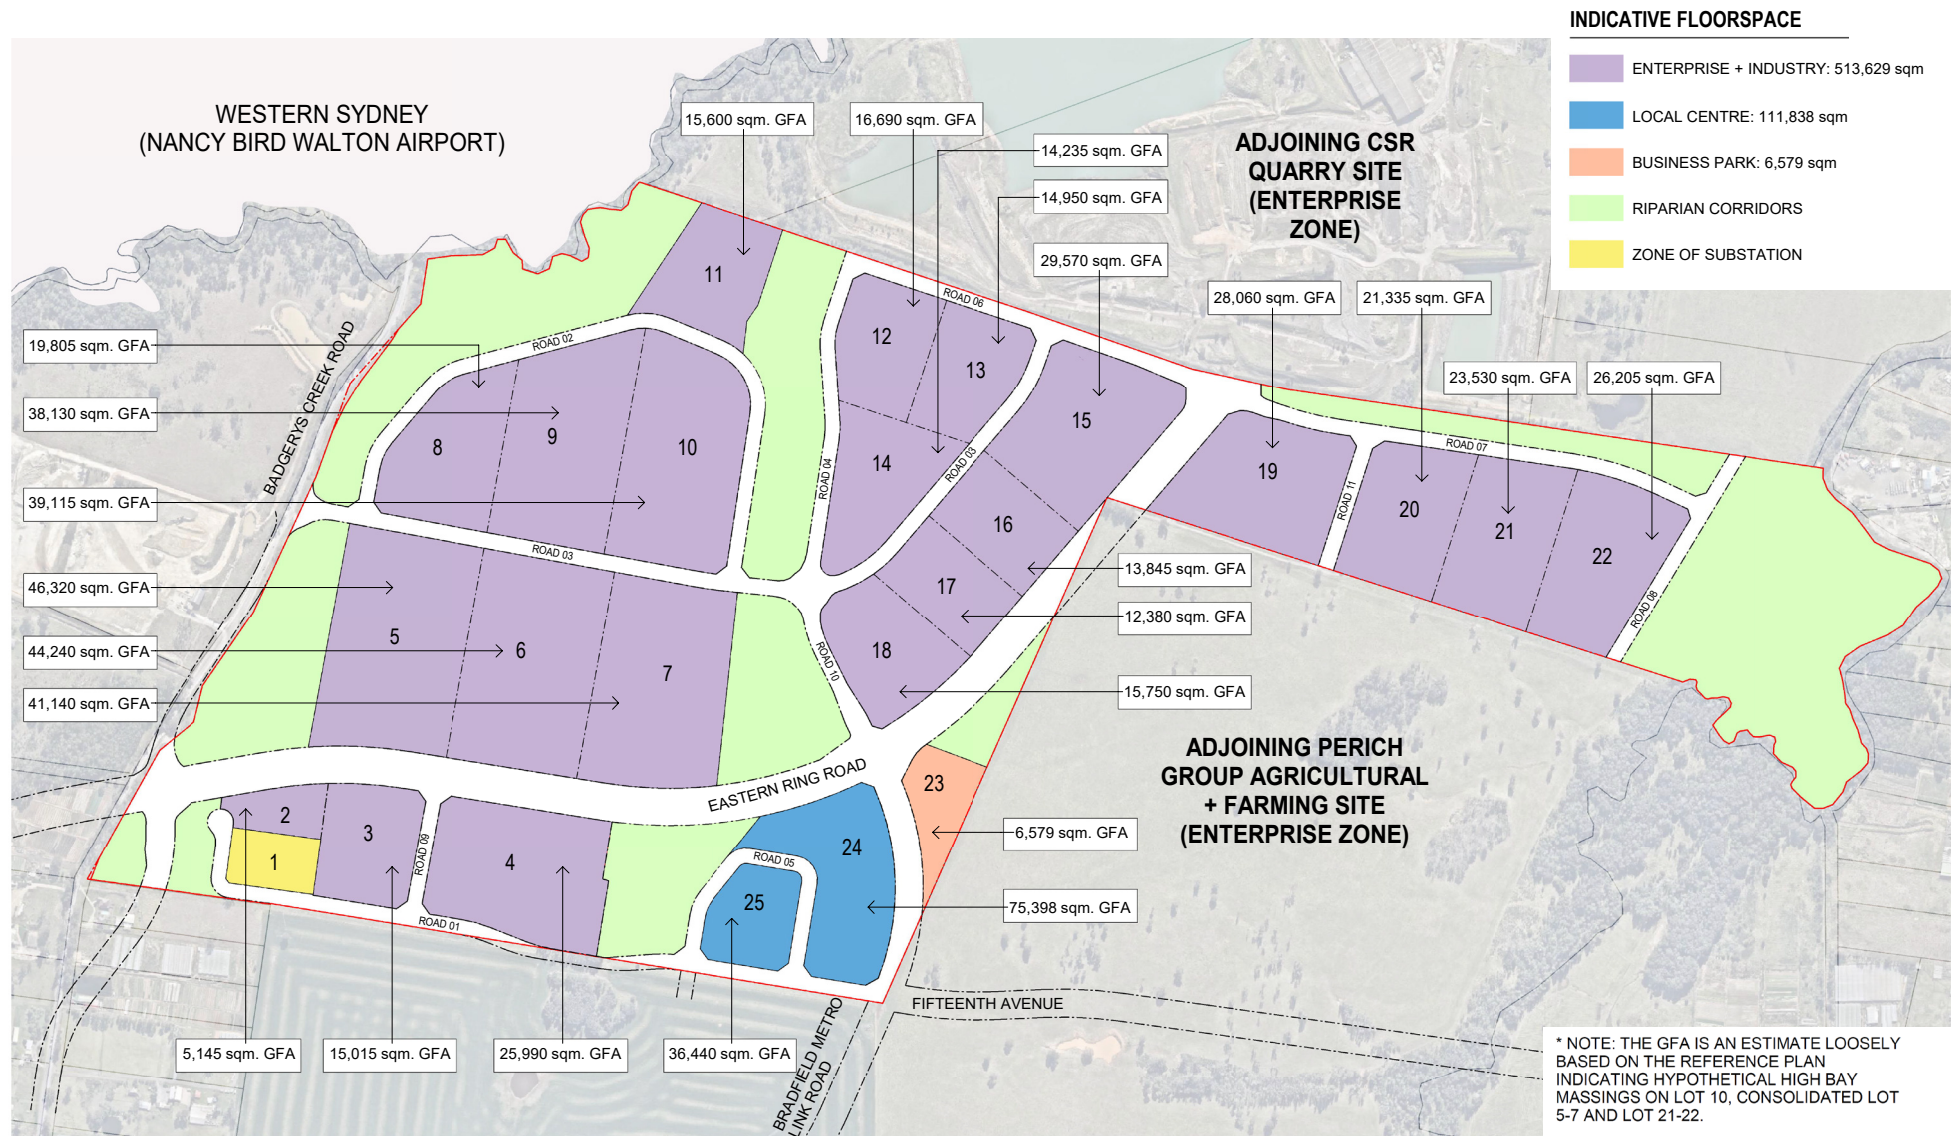 INDICATIVE FLOORSPACE
ENTERPRISE + INDUSTRY: 513,629 sqm
LOCAL CENTRE: 111,838 sqm
BUSINESS PARK: 6,579 sqm
RIPARIAN CORRIDORS
ZONE OF SUBSTATION
WESTERN SYDNEY
(NANCY BIRD WALTON AIRPORT)
15,600 sqm. GFA
16,690 sqm. GFA
14,235 sqm. GFA
14,950 sqm. GFA
29,570 sqm. GFA
ADJOINING CSR
QUARRY SITE
(ENTERPRISE
ZONE)
28,060 sqm. GFA
21,335 sqm. GFA
23,530 sqm. GFA
26,205 sqm. GFA
19,805 sqm. GFA
38,130 sqm. GFA
39,115 sqm. GFA
46,320 sqm. GFA
44,240 sqm. GFA
41,140 sqm. GFA
BADGERYS CREEK ROAD
11
ROAD 06
ROAD 02
12
13
15
8
9
10
14
ROAD 04
ROAD 03
19
ROAD 07
ROAD 11
20
21
22
ROAD 08
16
17
18
ROAD 03
ROAD 10
5
6
7
13,845 sqm. GFA
12,380 sqm. GFA
15,750 sqm. GFA
ADJOINING PERICH
GROUP AGRICULTURAL
+ FARMING SITE
(ENTERPRISE ZONE)
EASTERN RING ROAD
23
6,579 sqm. GFA
2
1
3
ROAD 09
4
ROAD 05
24
25
75,398 sqm. GFA
ROAD 01
FIFTEENTH AVENUE
BRADFIELD METRO
LINK ROAD
5,145 sqm. GFA
15,015 sqm. GFA
25,990 sqm. GFA
36,440 sqm. GFA
* NOTE: THE GFA IS AN ESTIMATE LOOSELY
BASED ON THE REFERENCE PLAN
INDICATING HYPOTHETICAL HIGH BAY
MASSINGS ON LOT 10, CONSOLIDATED LOT
5-7 AND LOT 21-22.